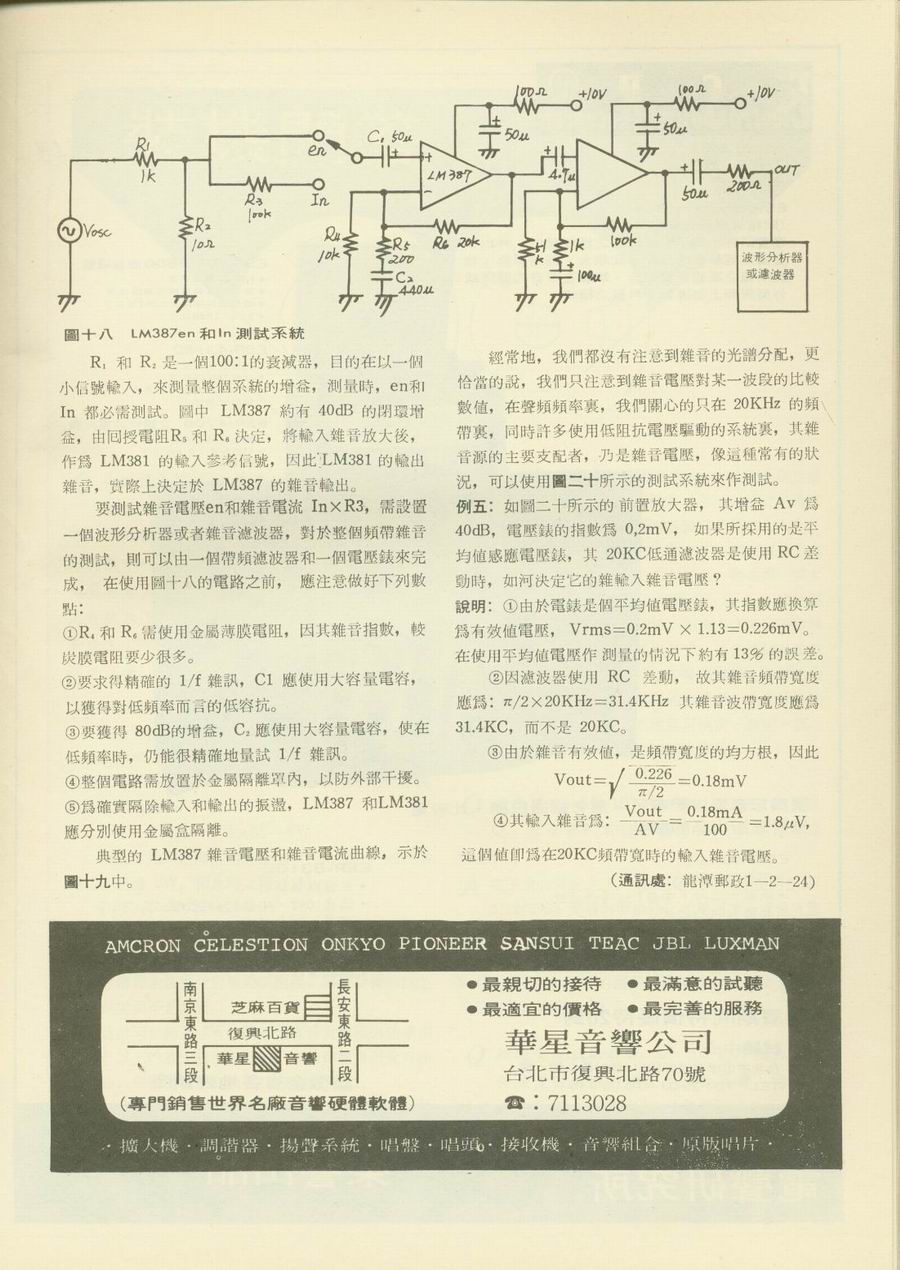 R1
1k
Vosc
R2
10Ω
R3
100k
en
In
C1 50u
+
LM387
−
100Ω
+10V
50u
R4
10k
R5
200
C2
440u
R6 20k
4.7u
1k
100u
100k
100Ω
+10V
50u
50u
200Ω
OUT
波形分析器
或濾波器
圖十八 LM387en和In測試系統
R₁ 和 R₂ 是一個100:1的衰減器，目的在以一個
小信號輸入，來測量整個系統的增益，測量時，en和
In 都必需測試。圖中 LM387 約有 40dB 的閉環增
益，由回授電阻R₅ 和 R₆ 決定，將輸入雜音放大後，
作爲 LM381 的輸入參考信號，因此 LM381 的輸出
雜音，實際上決定於 LM387 的雜音輸出。
要測試雜音電壓en和雜音電流 In×R3，需設置
一個波形分析器或者雜音濾波器，對於整個頻帶雜音
的測試，則可以由一個帶頻濾波器和一個電壓錶來完
成， 在使用圖十八的電路之前， 應注意做好下列數
點：
①R₄ 和 R₆ 需使用金屬薄膜電阻，因其雜音指數，較
炭膜電阻要少很多。
②要求得精確的 1/f 雜訊，C1 應使用大容量電容，
以獲得對低頻率而言的低容抗。
③要獲得 80dB的增益，C₂ 應使用大容量電容，使在
低頻率時，仍能很精確地量試 1/f 雜訊。
④整個電路需放置於金屬隔離罩內，以防外部干擾。
⑤爲確實隔除輸入和輸出的振盪，LM387 和LM381
應分別使用金屬盒隔離。
典型的 LM387 雜音電壓和雜音電流曲線，示於
圖十九中。
經常地，我們都沒有注意到雜音的光譜分配，更
恰當的說，我們只注意到雜音電壓對某一波段的比較
數値，在聲頻頻率裏，我們關心的只在 20KHz 的頻
帶裏，同時許多使用低阻抗電壓驅動的系統裏，其雜
音源的主要支配者，乃是雜音電壓，像這種常有的狀
況，可以使用圖二十所示的測試系統來作測試。
例五：如圖二十所示的 前置放大器， 其增益 Av 爲
40dB，電壓錶的指數爲 0,2mV， 如果所採用的是平
均値感應電壓錶，其 20KC低通濾波器是使用 RC 差
動時，如何決定它的雜輸入雜音電壓？
說明：①由於電錶是個平均値電壓錶，其指數應換算
爲有效値電壓， Vrms=0.2mV × 1.13=0.226mV。
在使用平均値電壓作 測量的情況下約有 13% 的誤差。
②因濾波器使用 RC 差動， 故其雜音頻帶寬度
應爲：π/2×20KHz=31.4KHz 其雜音波帶寬度應爲
31.4KC，而不是 20KC。
③由於雜音有效値，是頻帶寬度的均方根，因此
Vout=√(0.226/(π/2))=0.18mV
④其輸入雜音爲：Vout/AV=0.18mA/100=1.8μV,
這個値卽爲在20KC頻帶寬時的輸入雜音電壓。
（通訊處：龍潭郵政1—2—24）
AMCRON CELESTION ONKYO PIONEER SANSUI TEAC JBL LUXMAN
南京東路三段
芝麻百貨
長安東路二段
復興北路
華星
音響
（專門銷售世界名廠音響硬體軟體）
●最親切的接待 ●最滿意的試聽
●最適宜的價格 ●最完善的服務
華星音響公司
台北市復興北路70號
☎：7113028
・擴大機・調諧器・揚聲系統・唱盤・唱頭・接收機・音響組合・原版唱片・